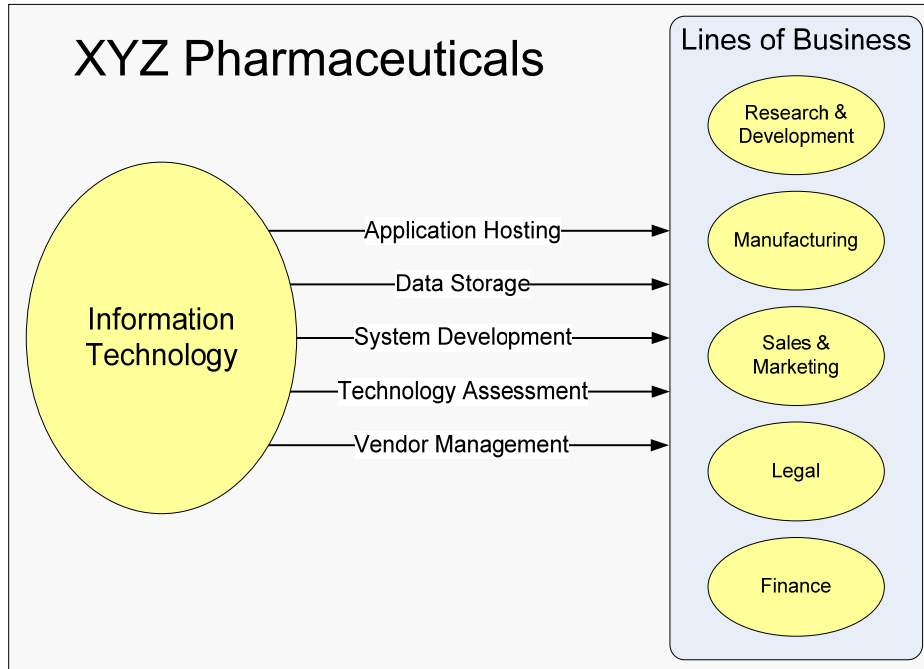 XYZ Pharmaceuticals
Lines of Business
Research &
Development
Manufacturing
Sales &
Marketing
Legal
Finance
Information
Technology
Application Hosting
Data Storage
System Development
Technology Assessment
Vendor Management